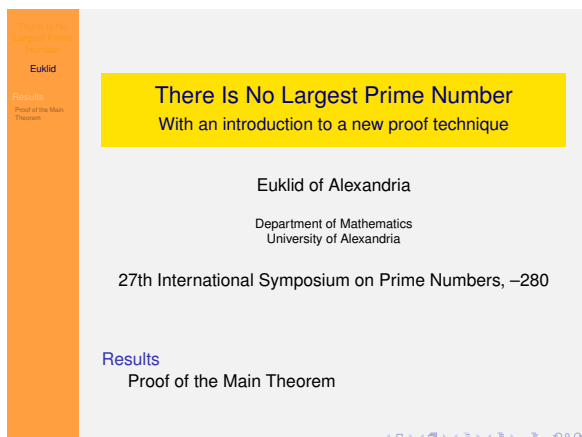 There Is No
Largest Prime
Number
Euklid
Results
Proof of the Main
Theorem
There Is No Largest Prime Number
With an introduction to a new proof technique
Euklid of Alexandria
Department of Mathematics
University of Alexandria
27th International Symposium on Prime Numbers, –280
Results
Proof of the Main Theorem